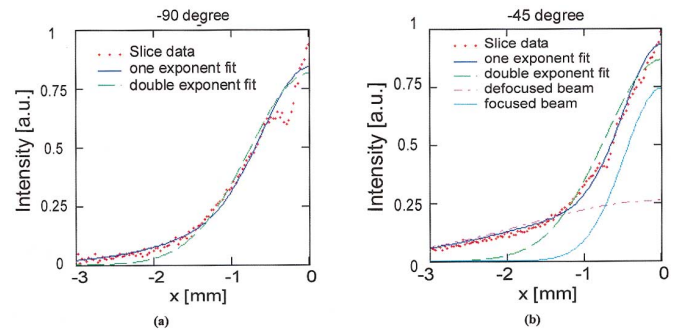 -90 degree
Intensity [a.u.]
1
0.75
0.5
0.25
0
Slice data
one exponent fit
double exponent fit
-3
-2
-1
0
x [mm]
(a)
-45 degree
Intensity [a.u.]
1
0.75
0.5
0.25
0
Slice data
one exponent fit
double exponent fit
defocused beam
focused beam
-3
-2
-1
0
x [mm]
(b)